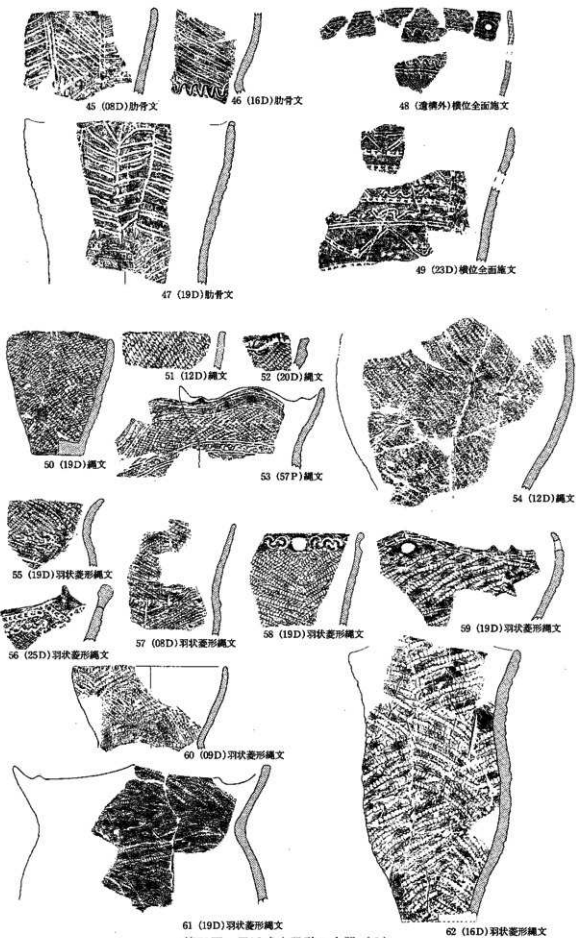 45 (08D)肋骨文
46 (16D)肋骨文
48 (遺構外)横位全面施文
47 (19D)肋骨文
49 (23D)横位全面施文
50 (19D)縄文
51 (12D)縄文
52 (20D)縄文
53 (57P)縄文
54 (12D)縄文
55 (19D)羽状菱形縄文
56 (25D)羽状菱形縄文
57 (08D)羽状菱形縄文
58 (19D)羽状菱形縄文
59 (19D)羽状菱形縄文
60 (09D)羽状菱形縄文
61 (19D)羽状菱形縄文
62 (16D)羽状菱形縄文